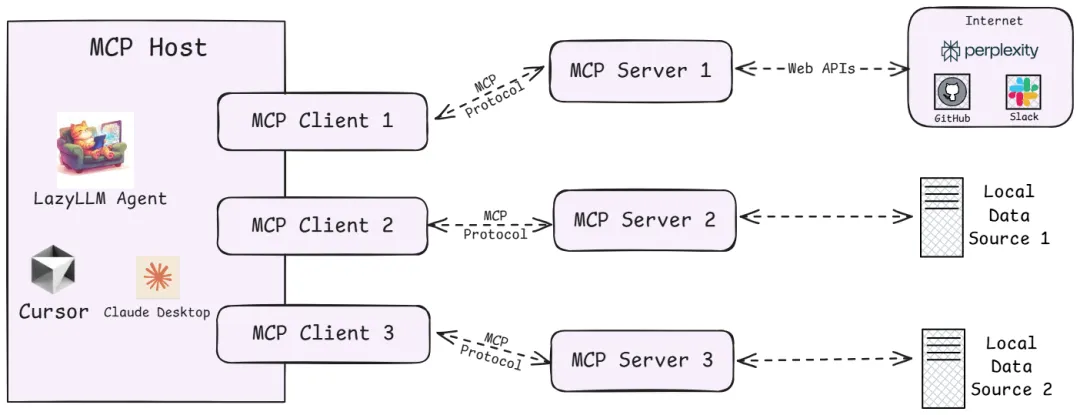 MCP Host
LazyLLM Agent
Cursor
Claude Desktop
MCP Client 1
MCP Client 2
MCP Client 3
MCP
Protocol
MCP
Protocol
MCP
Protocol
MCP Server 1
MCP Server 2
MCP Server 3
Web APIs
Internet
perplexity
GitHub
Slack
Local
Data
Source 1
Local
Data
Source 2